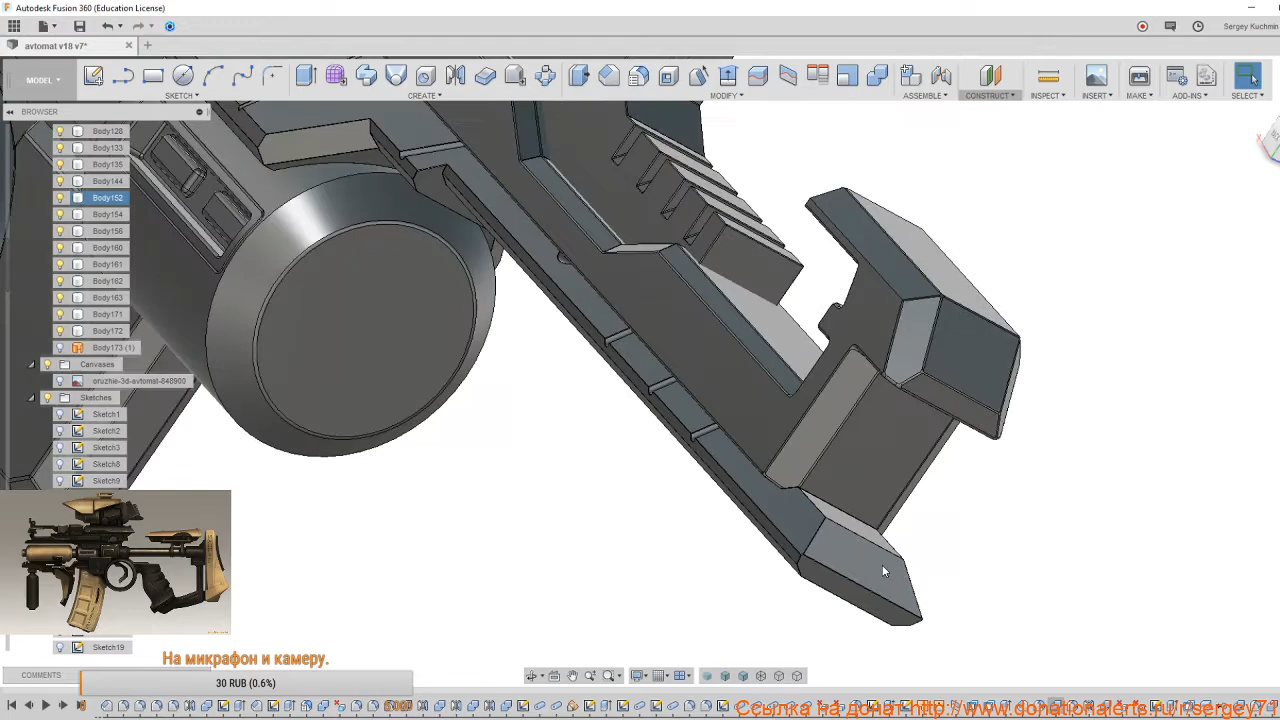 Autodesk Fusion 360 (Education License)
Sergey Kuchmin
avtomat v18 v7*
MODEL
SKETCH
CREATE
MODIFY
ASSEMBLE
CONSTRUCT
INSPECT
INSERT
MAKE
ADD-INS
SELECT
BROWSER
Body128
Body133
Body135
Body144
Body152
Body154
Body156
Body160
Body161
Body162
Body163
Body171
Body172
Body173 (1)
Canvases
oruzhie-3d-avtomat-848900
Sketches
Sketch1
Sketch2
Sketch3
Sketch8
Sketch9
Sketch19
На микрофон и камеру.
COMMENTS
30 RUB (0.6%)
Ссылка на донат:http://www.donationalerts.ru/r/sergey71